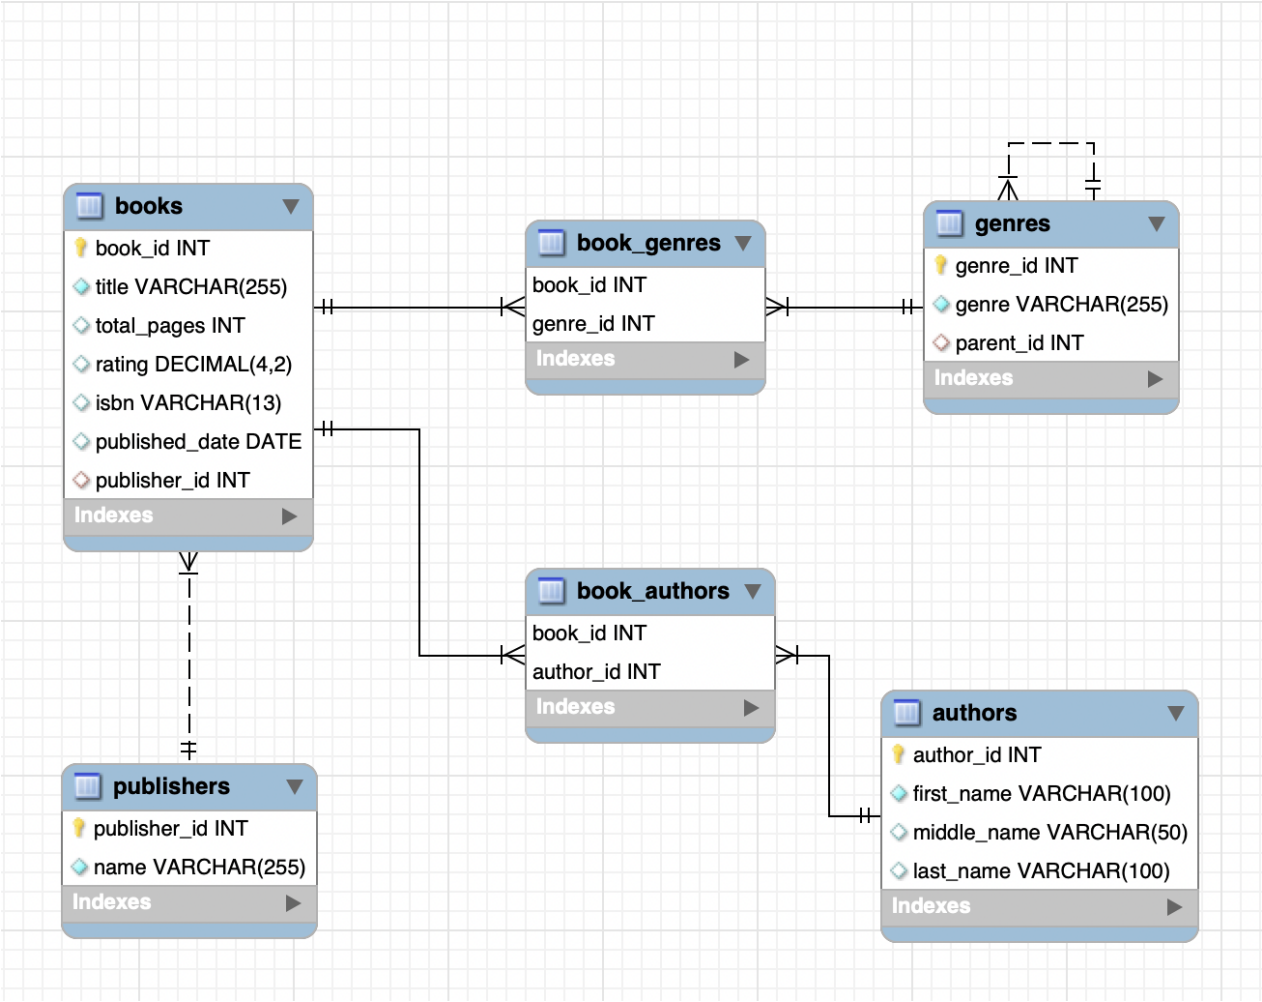 books
book_id INT
title VARCHAR(255)
total_pages INT
rating DECIMAL(4,2)
isbn VARCHAR(13)
published_date DATE
publisher_id INT
Indexes
book_genres
book_id INT
genre_id INT
Indexes
genres
genre_id INT
genre VARCHAR(255)
parent_id INT
Indexes
book_authors
book_id INT
author_id INT
Indexes
publishers
publisher_id INT
name VARCHAR(255)
Indexes
authors
author_id INT
first_name VARCHAR(100)
middle_name VARCHAR(50)
last_name VARCHAR(100)
Indexes